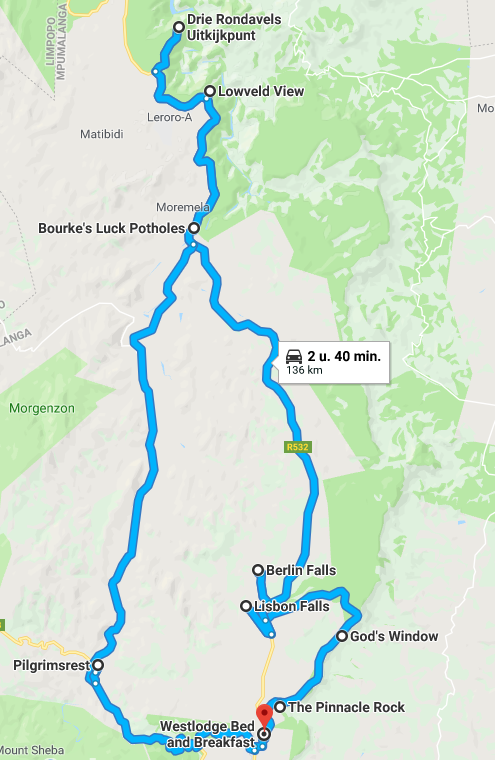 LIMPOPO
MPUMALANGA
Drie Rondavels
Uitkijkpunt
Lowveld View
Mo
Leroro-A
Matibidi
Moremela
Bourke's Luck Potholes
O
LANGA
2 u. 40 min.
136 km
Morgenzon
R532
Berlin Falls
Lisbon Falls
God's Window
Pilgrimsrest
The Pinnacle Rock
Westlodge Bed
and Breakfast
Mount Sheba